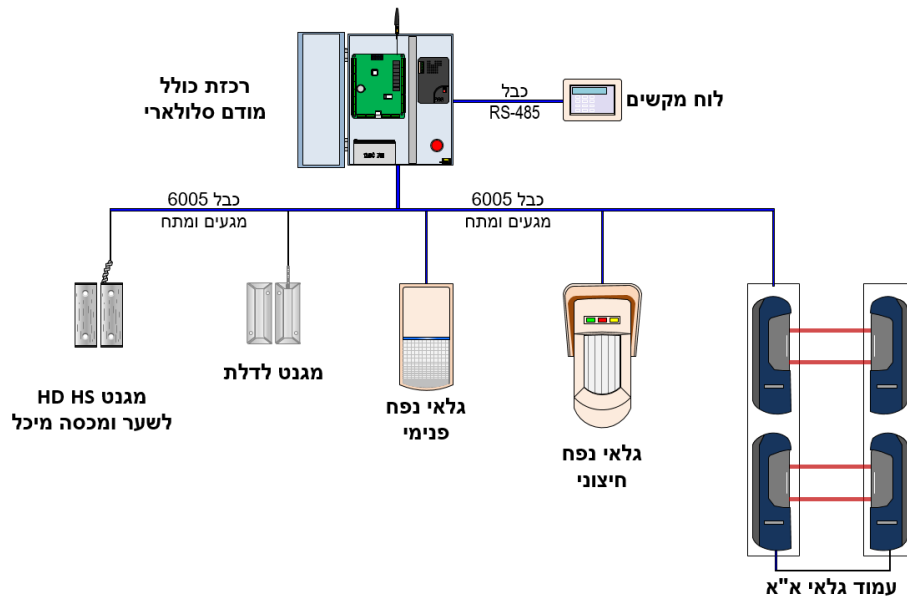 רכזת כולל
מודם סלולארי
כבל
RS-485
לוח מקשים
כבל 6005
מגעים ומתח
כבל 6005
מגעים ומתח
מגנט HD HS
לשער ומכסה מיכל
מגנט לדלת
גלאי נפח
פנימי
גלאי נפח
חיצוני
עמוד גלאי א"א